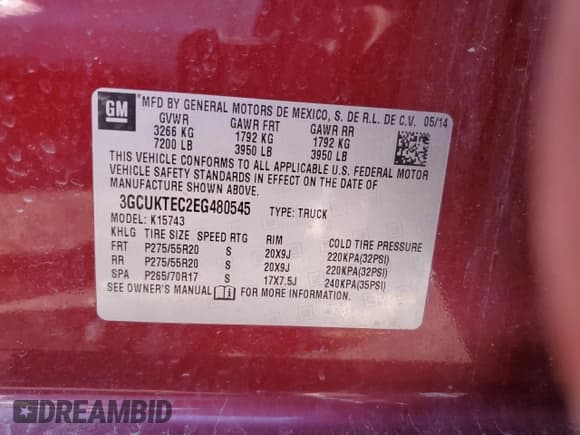 GM
*MFD BY GENERAL MOTORS DE MEXICO, S. DE R.L. DE C.V. 05/14
GVWR GAWR FRT GAWR RR
3266 KG 1792 KG 1792 KG
7200 LB 3950 LB 3950 LB
THIS VEHICLE CONFORMS TO ALL APPLICABLE U.S. FEDERAL MOTOR
VEHICLE SAFETY STANDARDS IN EFFECT ON THE DATE OF
MANUFACTURE SHOWN ABOVE.
3GCUKTEC2EG480545 TYPE: TRUCK
MODEL: K15743
KHLG TIRE SIZE SPEED RTG RIM COLD TIRE PRESSURE
FRT P275/55R20 S 20X9J 220KPA(32PSI)
RR P275/55R20 S 20X9J 220KPA(32PSI)
SPA P265/70R17 S 17X7.5J 240KPA(35PSI)
SEE OWNER'S MANUAL FOR MORE INFORMATION.
DREAMBID